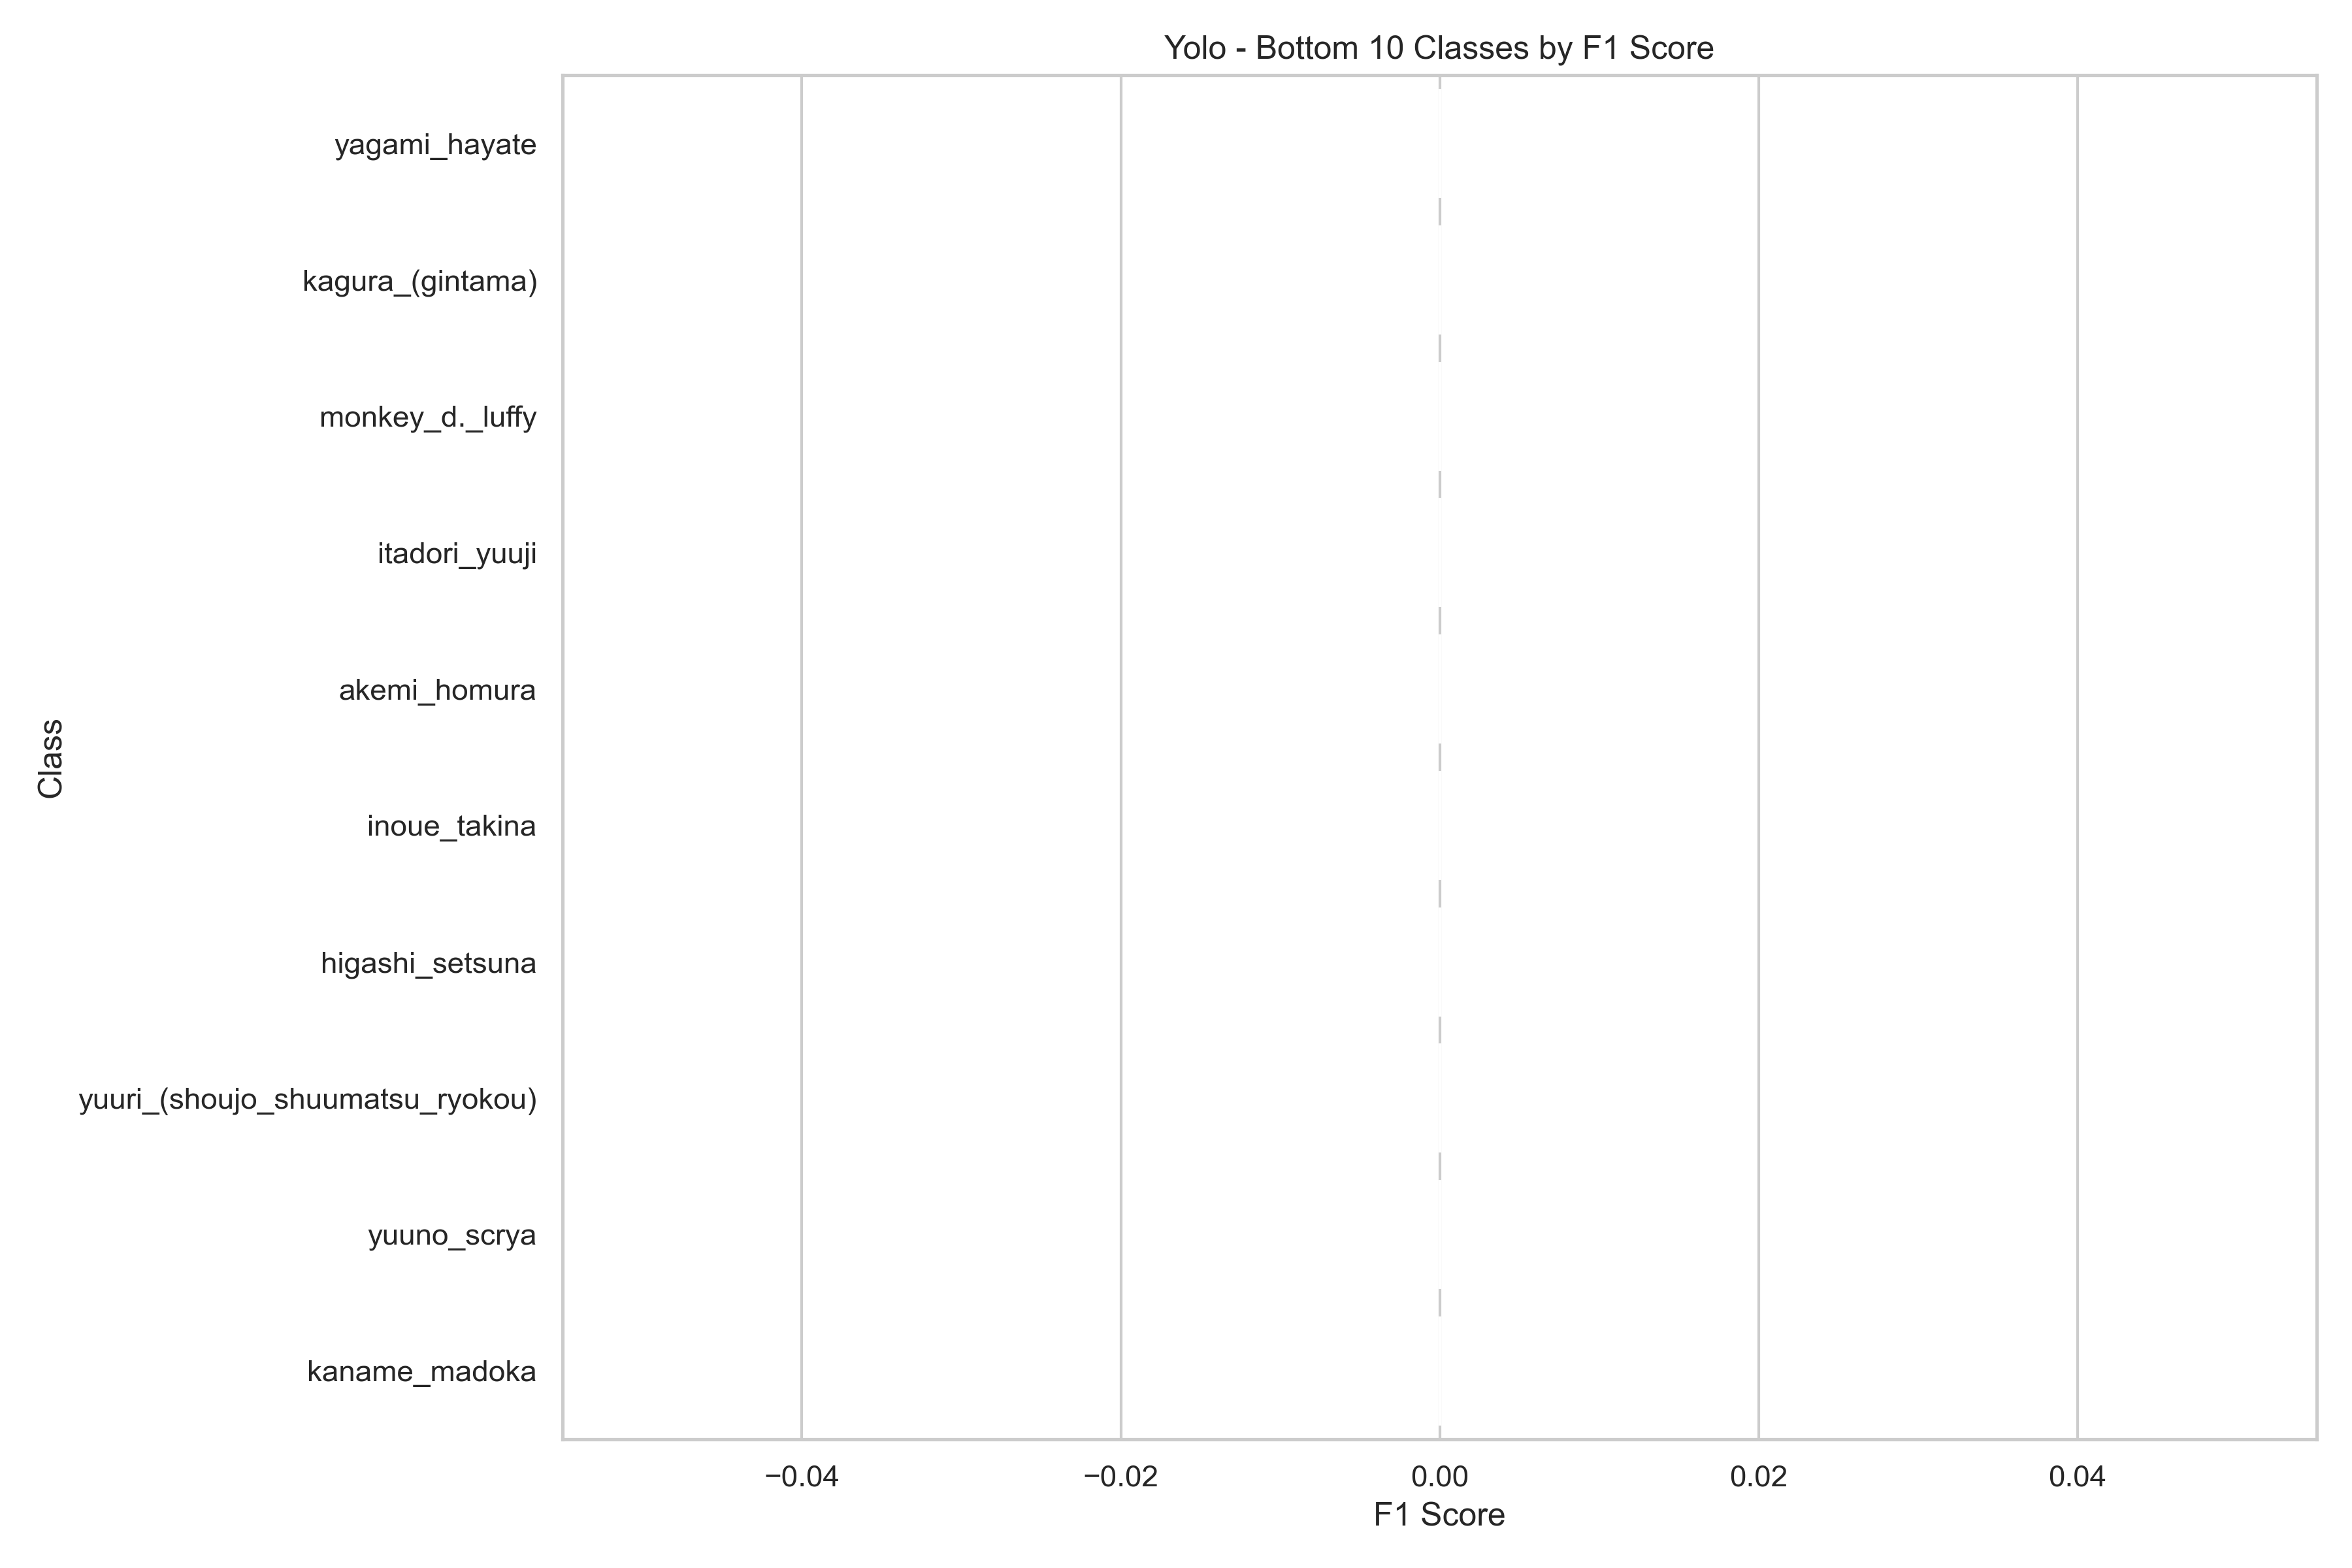 Yolo - Bottom 10 Classes by F1 Score
yagami_hayate
kagura_(gintama)
monkey_d._luffy
itadori_yuuji
akemi_homura
inoue_takina
higashi_setsuna
yuuri_(shoujo_shuumatsu_ryokou)
yuuno_scrya
kaname_madoka
Class
−0.04 −0.02 0.00 0.02 0.04
F1 Score